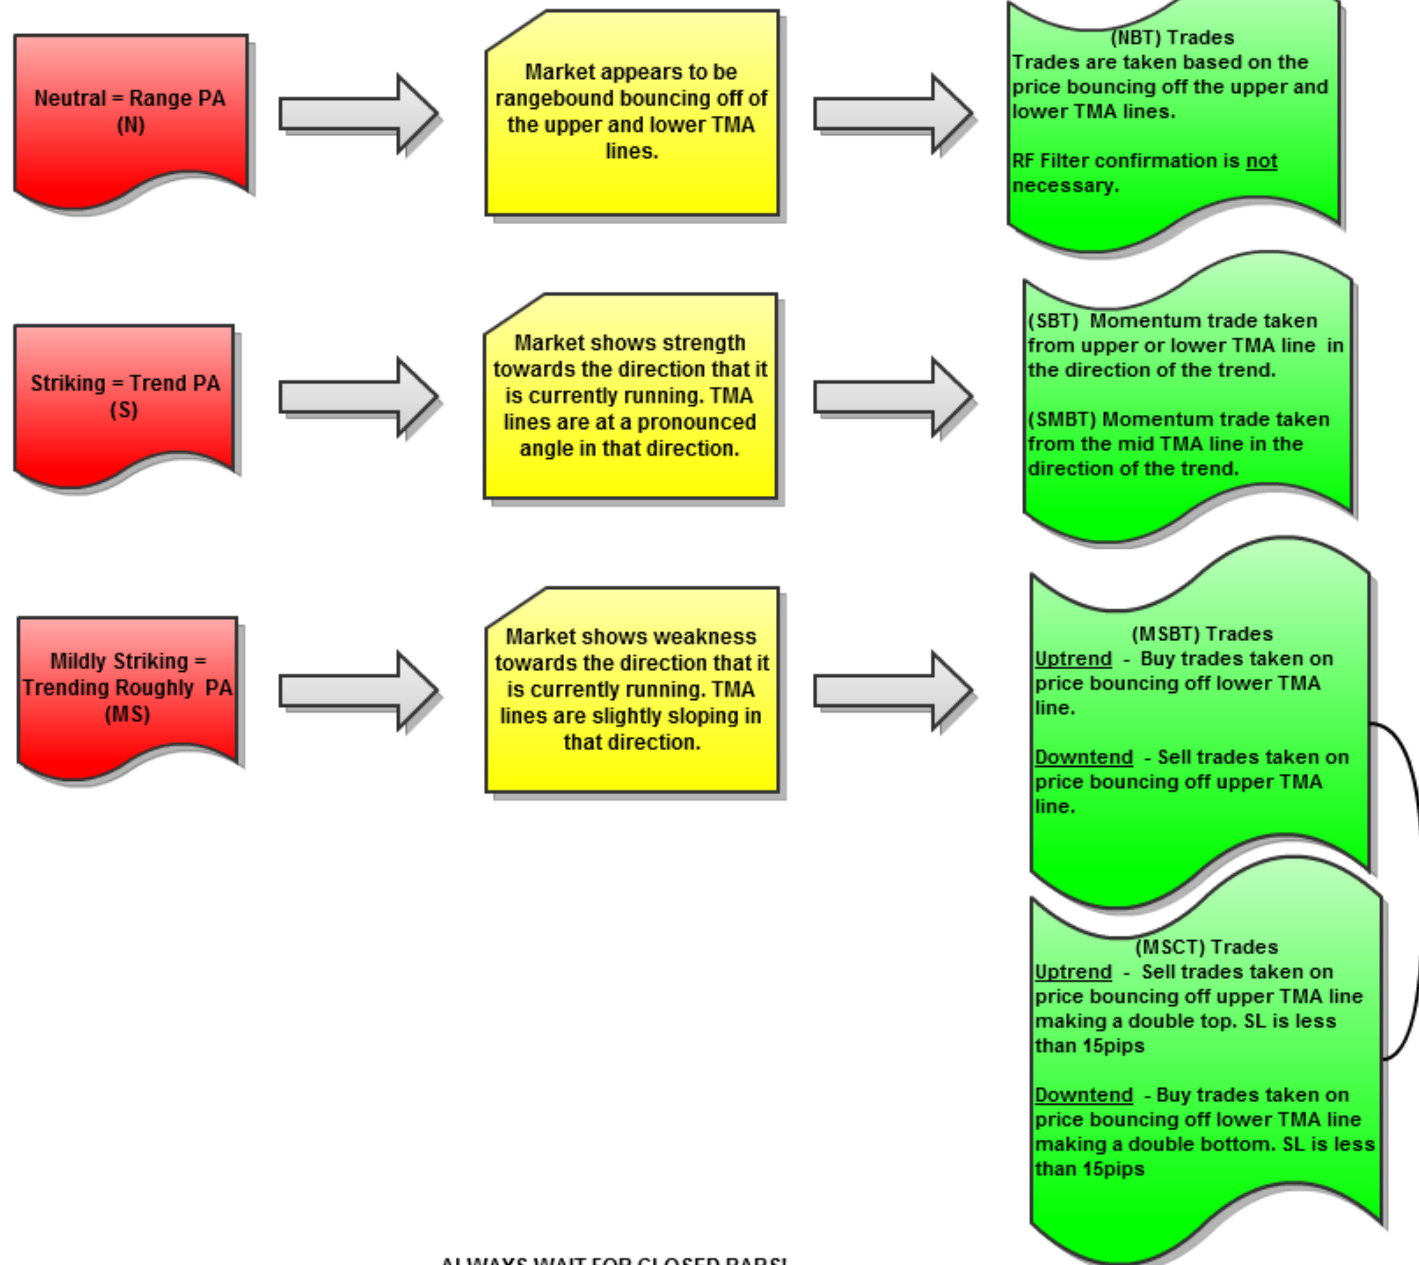 Neutral = Range PA
(N)
Market appears to be
rangebound bouncing off of
the upper and lower TMA
lines.
(NBT) Trades
Trades are taken based on the
price bouncing off the upper and
lower TMA lines.
RF Filter confirmation is not
necessary.
Striking = Trend PA
(S)
Market shows strength
towards the direction that it
is currently running. TMA
lines are at a pronounced
angle in that direction.
(SBT) Momentum trade taken
from upper or lower TMA line in
the direction of the trend.
(SMBT) Momentum trade taken
from the mid TMA line in the
direction of the trend.
Mildly Striking =
Trending Roughly PA
(MS)
Market shows weakness
towards the direction that it
is currently running. TMA
lines are slightly sloping in
that direction.
(MSBT) Trades
Uptrend - Buy trades taken on
price bouncing off lower TMA
line.
Downtend - Sell trades taken on
price bouncing off upper TMA
line.
(MSCT) Trades
Uptrend - Sell trades taken on
price bouncing off upper TMA line
making a double top. SL is less
than 15pips
Downtend - Buy trades taken on
price bouncing off lower TMA line
making a double bottom. SL is less
than 15pips
ALWAYS WAIT FOR CLOSED BARS!